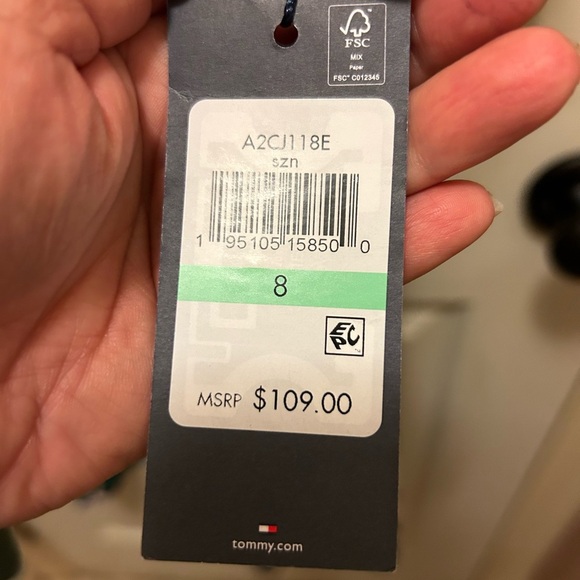 FSC
MIX
Paper
FSC® C012345
A2CJ118E
szn
1 95105 15850 0
8
EPC
MSRP $109.00
tommy.com